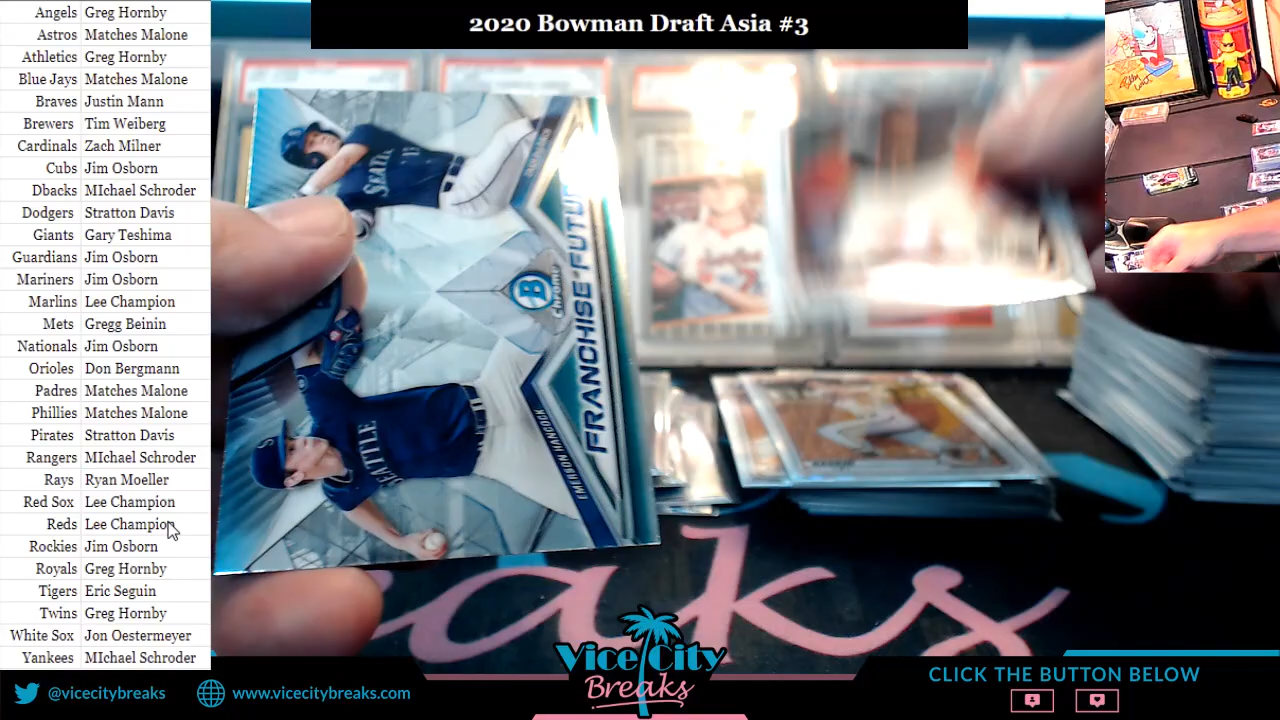 2020 Bowman Draft Asia #3
Angels Greg Hornby
Astros Matches Malone
Athletics Greg Hornby
Blue Jays Matches Malone
Braves Justin Mann
Brewers Tim Weiberg
Cardinals Zach Milner
Cubs Jim Osborn
Dbacks MIchael Schroder
Dodgers Stratton Davis
Giants Gary Teshima
Guardians Jim Osborn
Mariners Jim Osborn
Marlins Lee Champion
Mets Gregg Beinin
Nationals Jim Osborn
Orioles Don Bergmann
Padres Matches Malone
Phillies Matches Malone
Pirates Stratton Davis
Rangers MIchael Schroder
Rays Ryan Moeller
Red Sox Lee Champion
Reds Lee Champion
Rockies Jim Osborn
Royals Greg Hornby
Tigers Eric Seguin
Twins Greg Hornby
White Sox Jon Oestermeyer
Yankees MIchael Schroder
SEATTLE
B
chrome
EMERSON HANCOCK
eaks
Vice City
Breaks
@vicecitybreaks
www.vicecitybreaks.com
CLICK THE BUTTON BELOW